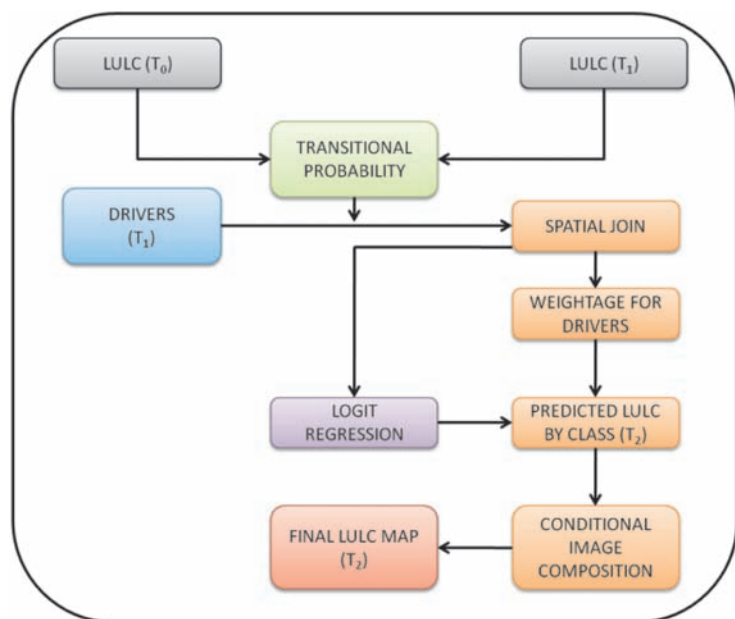 LULC (T₀)
LULC (T₁)
TRANSITIONAL
PROBABILITY
DRIVERS
(T₁)
SPATIAL JOIN
WEIGHTAGE FOR
DRIVERS
LOGIT
REGRESSION
PREDICTED LULC
BY CLASS (T₂)
FINAL LULC MAP
(T₂)
CONDITIONAL
IMAGE
COMPOSITION